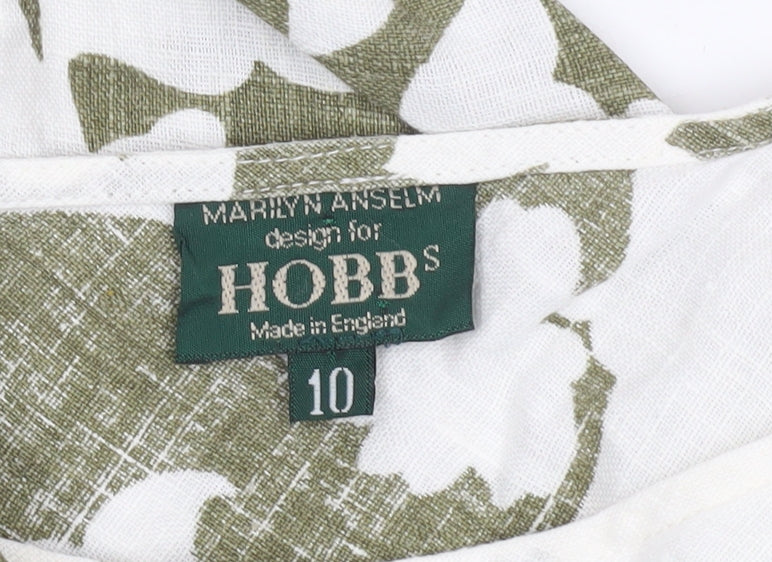 MARILYN ANSELM
design for
HOBBS
Made in England
10